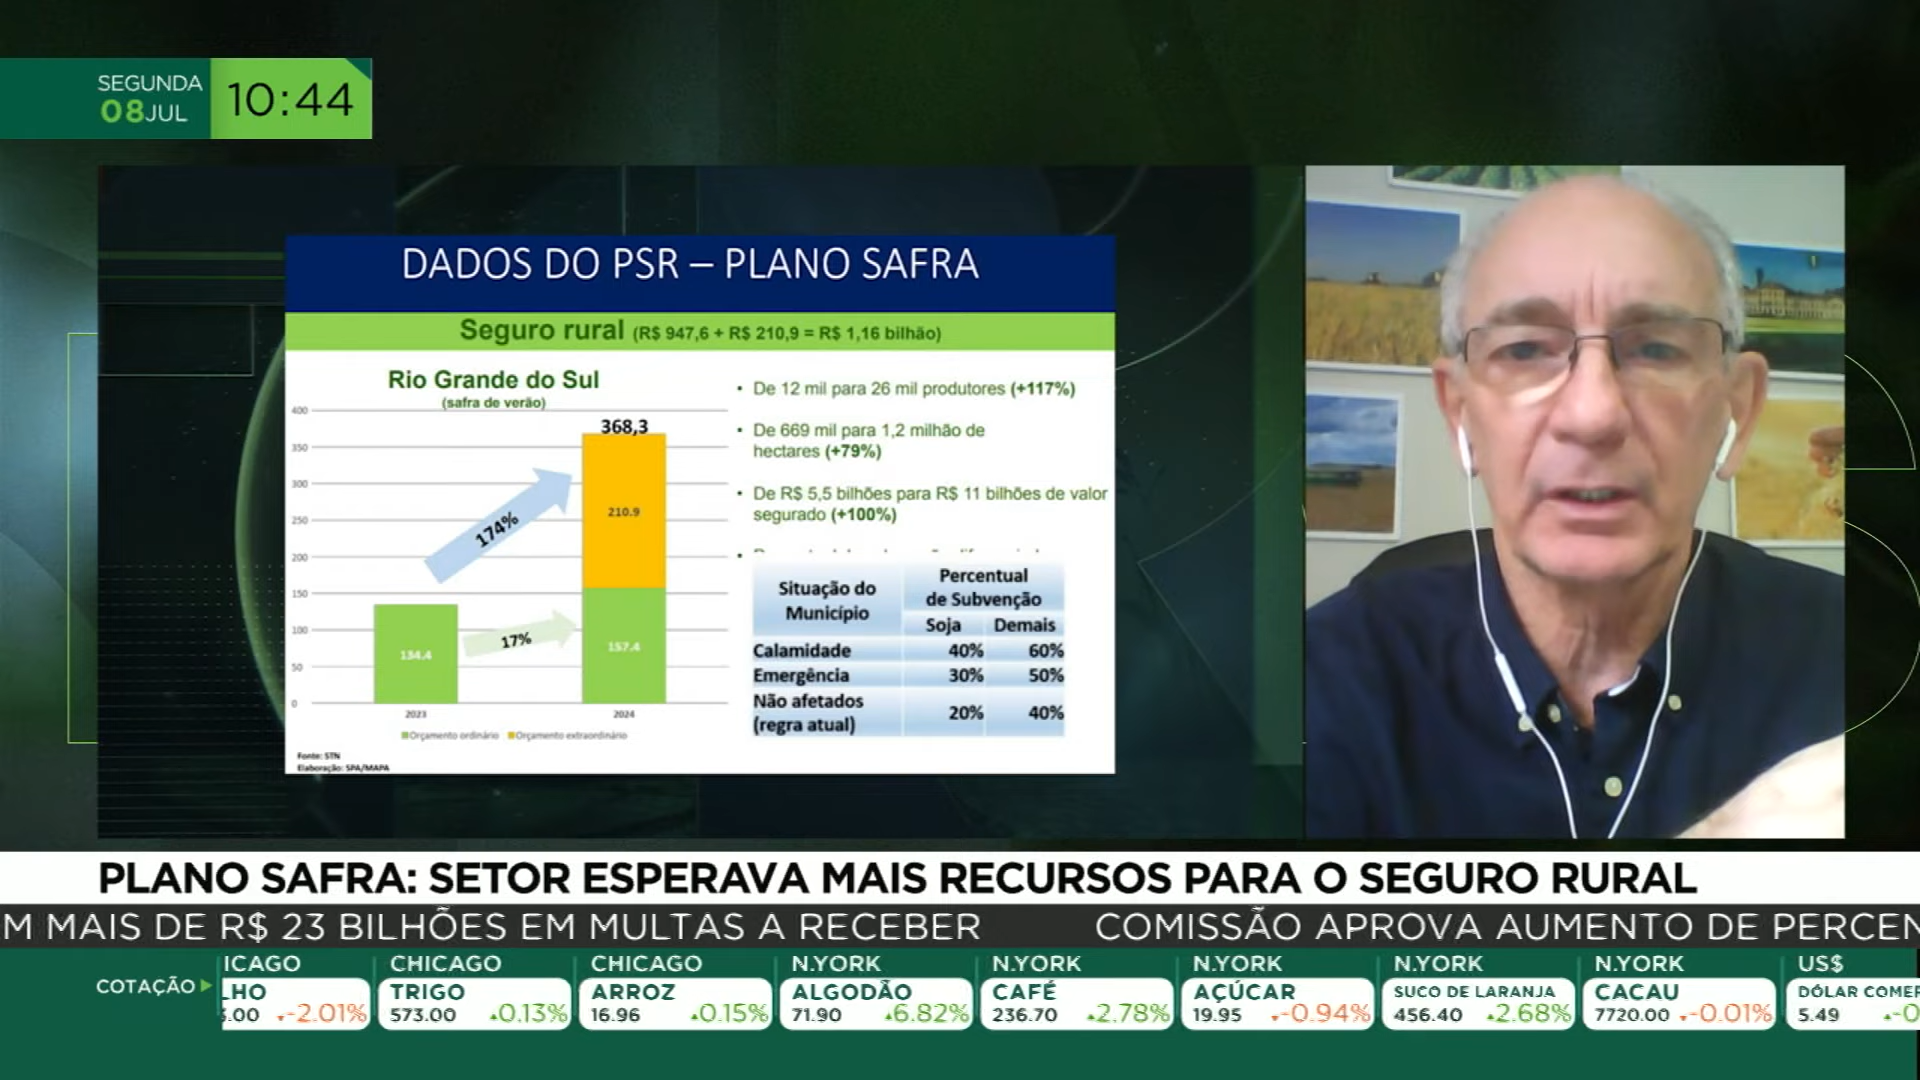 SEGUNDA
08 JUL
10:44
DADOS DO PSR – PLANO SAFRA
Seguro rural (R$ 947,6 + R$ 210,9 = R$ 1,16 bilhão)
Rio Grande do Sul
(safra de verão)
400
350
300
250
200
150
100
50
0
368,3
210.9
174%
17%
134.4
157.4
2023
2024
Orçamento ordinário
Orçamento extraordinário
Fonte: STN
Elaboração: SPA/MAPA
• De 12 mil para 26 mil produtores (+117%)
• De 669 mil para 1,2 milhão de
hectares (+79%)
• De R$ 5,5 bilhões para R$ 11 bilhões de valor
segurado (+100%)
Situação do
Município
Percentual
de Subvenção
Soja Demais
Calamidade 40% 60%
Emergência 30% 50%
Não afetados
(regra atual) 20% 40%
PLANO SAFRA: SETOR ESPERAVA MAIS RECURSOS PARA O SEGURO RURAL
M MAIS DE R$ 23 BILHÕES EM MULTAS A RECEBER COMISSÃO APROVA AUMENTO DE PERCEN
COTAÇÃO
ICAGO
LHO
.00 -2.01%
CHICAGO
TRIGO
573.00 0.13%
CHICAGO
ARROZ
16.96 0.15%
N.YORK
ALGODÃO
71.90 6.82%
N.YORK
CAFÉ
236.70 2.78%
N.YORK
AÇÚCAR
19.95 -0.94%
N.YORK
SUCO DE LARANJA
456.40 2.68%
N.YORK
CACAU
7720.00 -0.01%
US$
DÓLAR COMER
5.49 -0